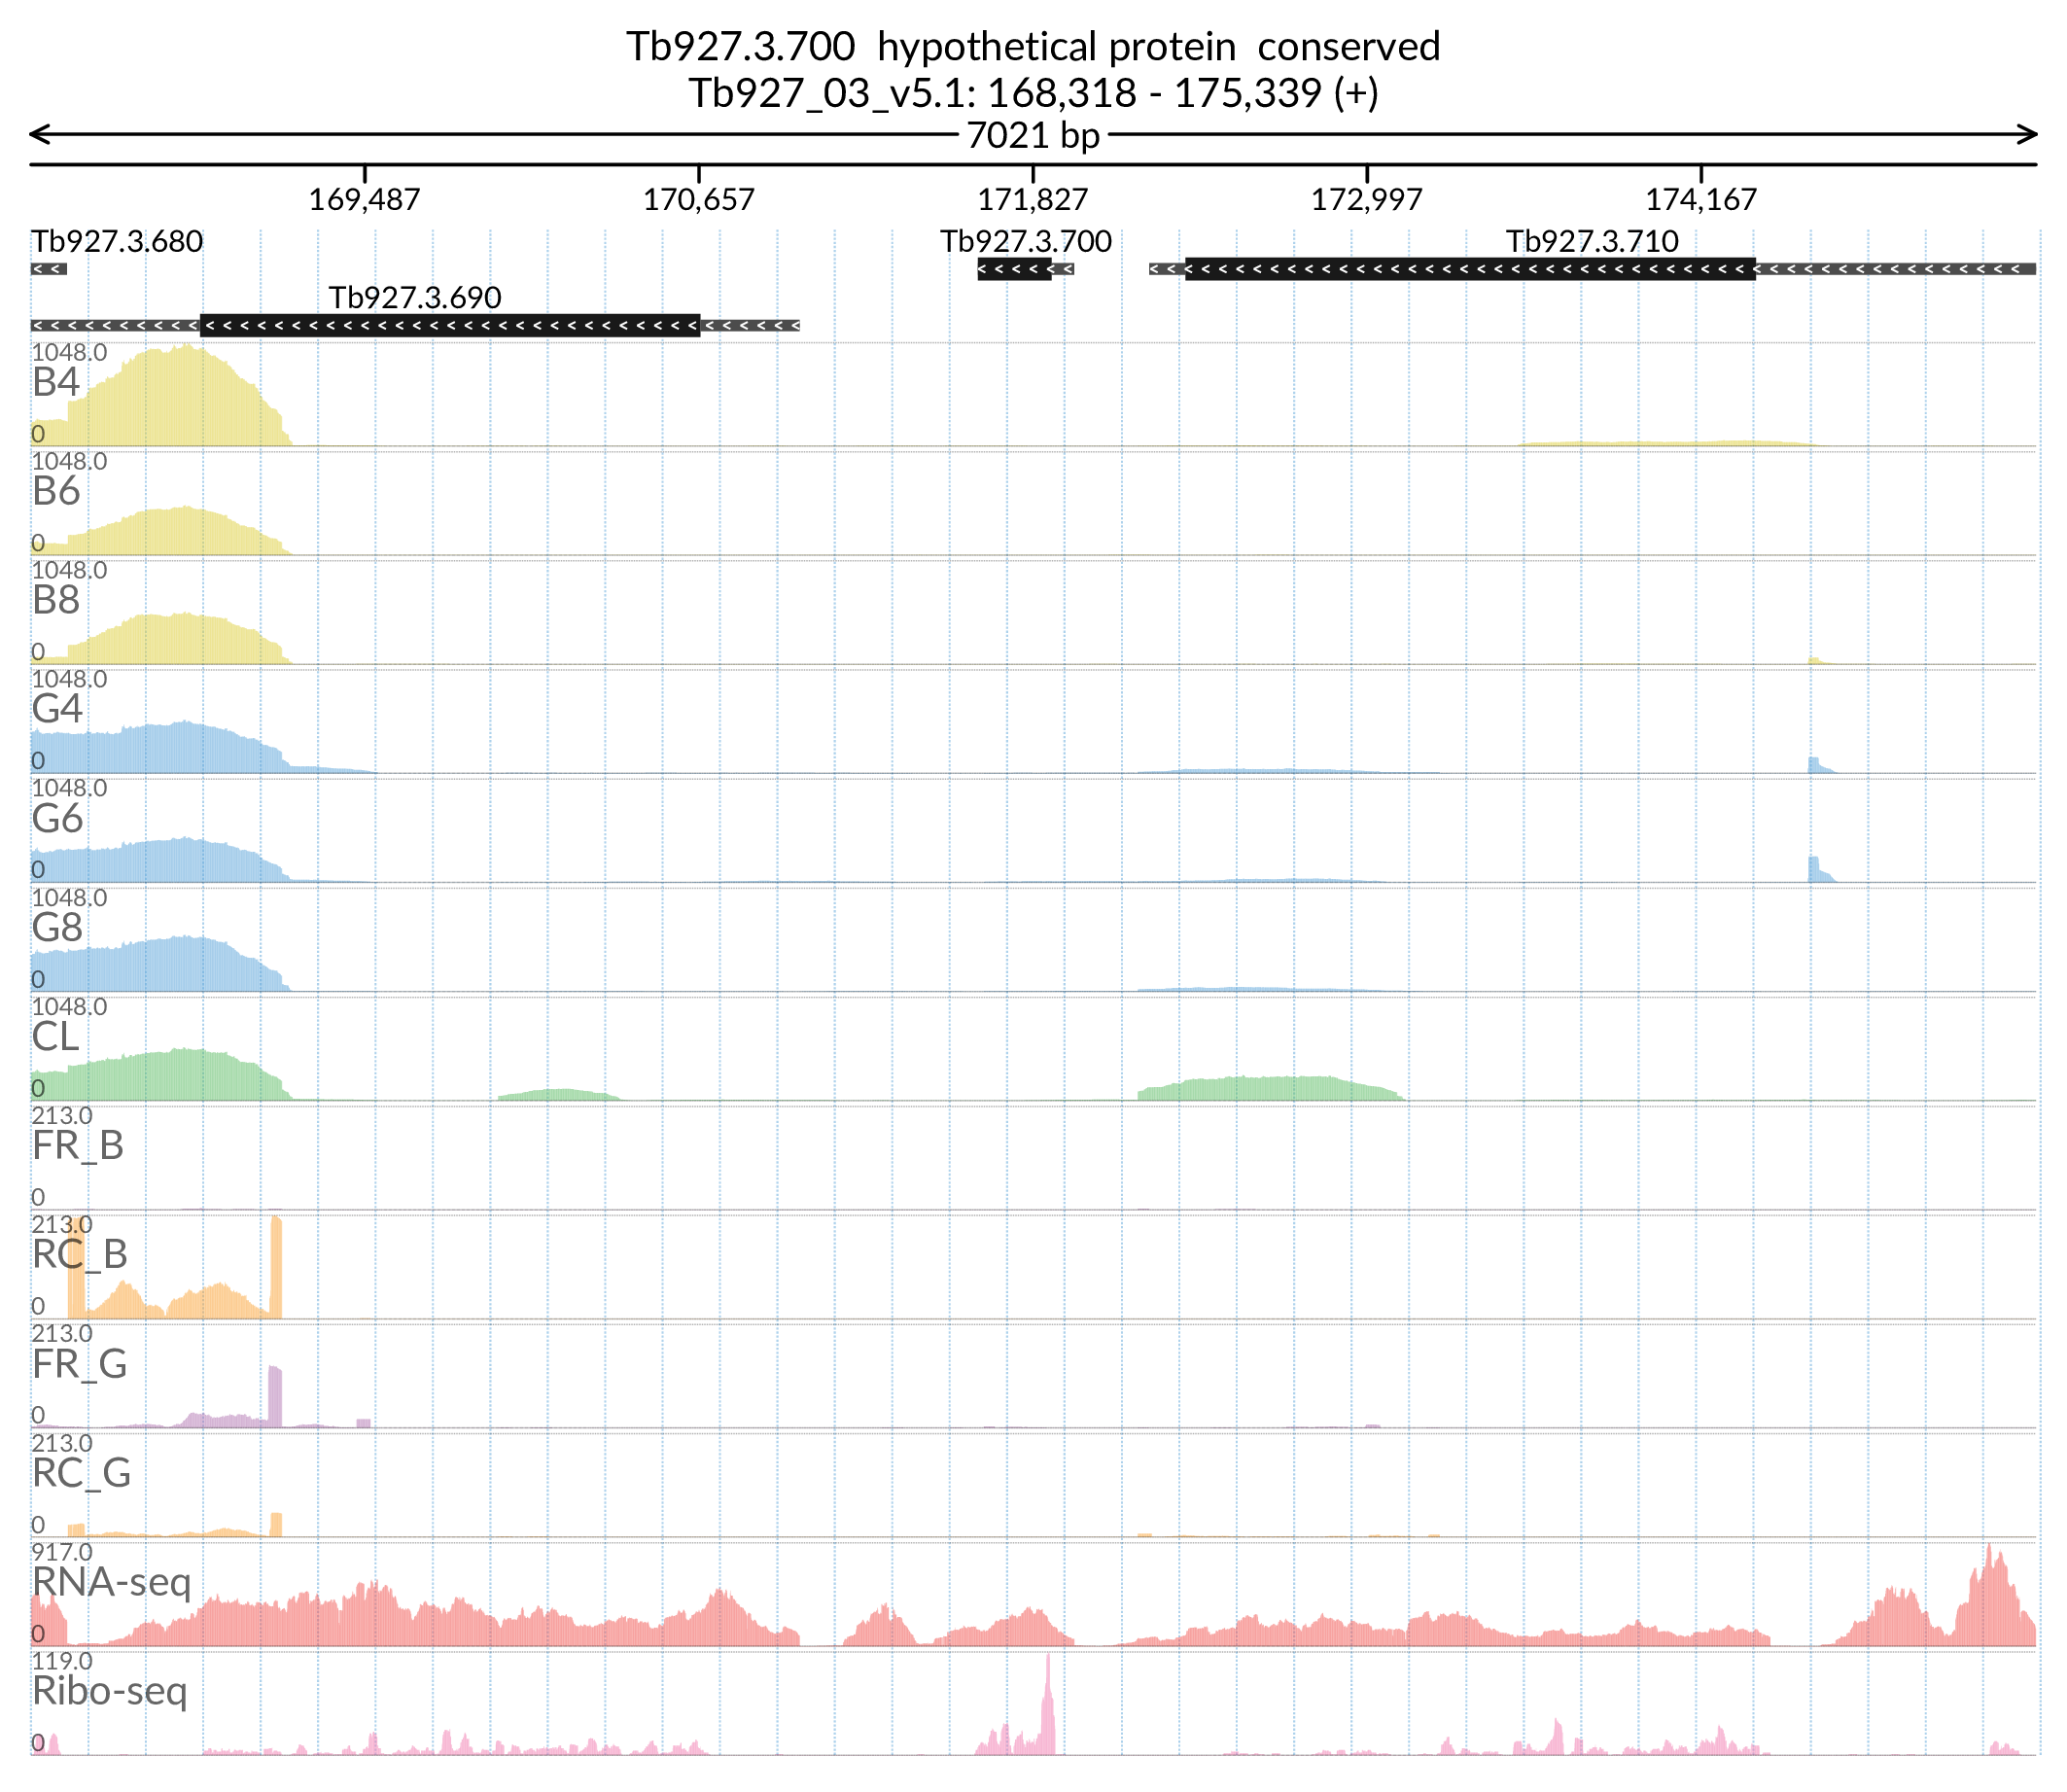 Tb927.3.700 hypothetical protein conserved
Tb927_03_v5.1: 168,318 - 175,339 (+)
7021 bp
169,487 170,657 171,827 172,997 174,167
Tb927.3.680 Tb927.3.700 Tb927.3.710
Tb927.3.690
1048.0
B4
0
1048.0
B6
0
1048.0
B8
0
1048.0
G4
0
1048.0
G6
0
1048.0
G8
0
1048.0
CL
0
213.0
FR_B
0
213.0
RC_B
0
213.0
FR_G
0
213.0
RC_G
0
917.0
RNA-seq
0
119.0
Ribo-seq
0